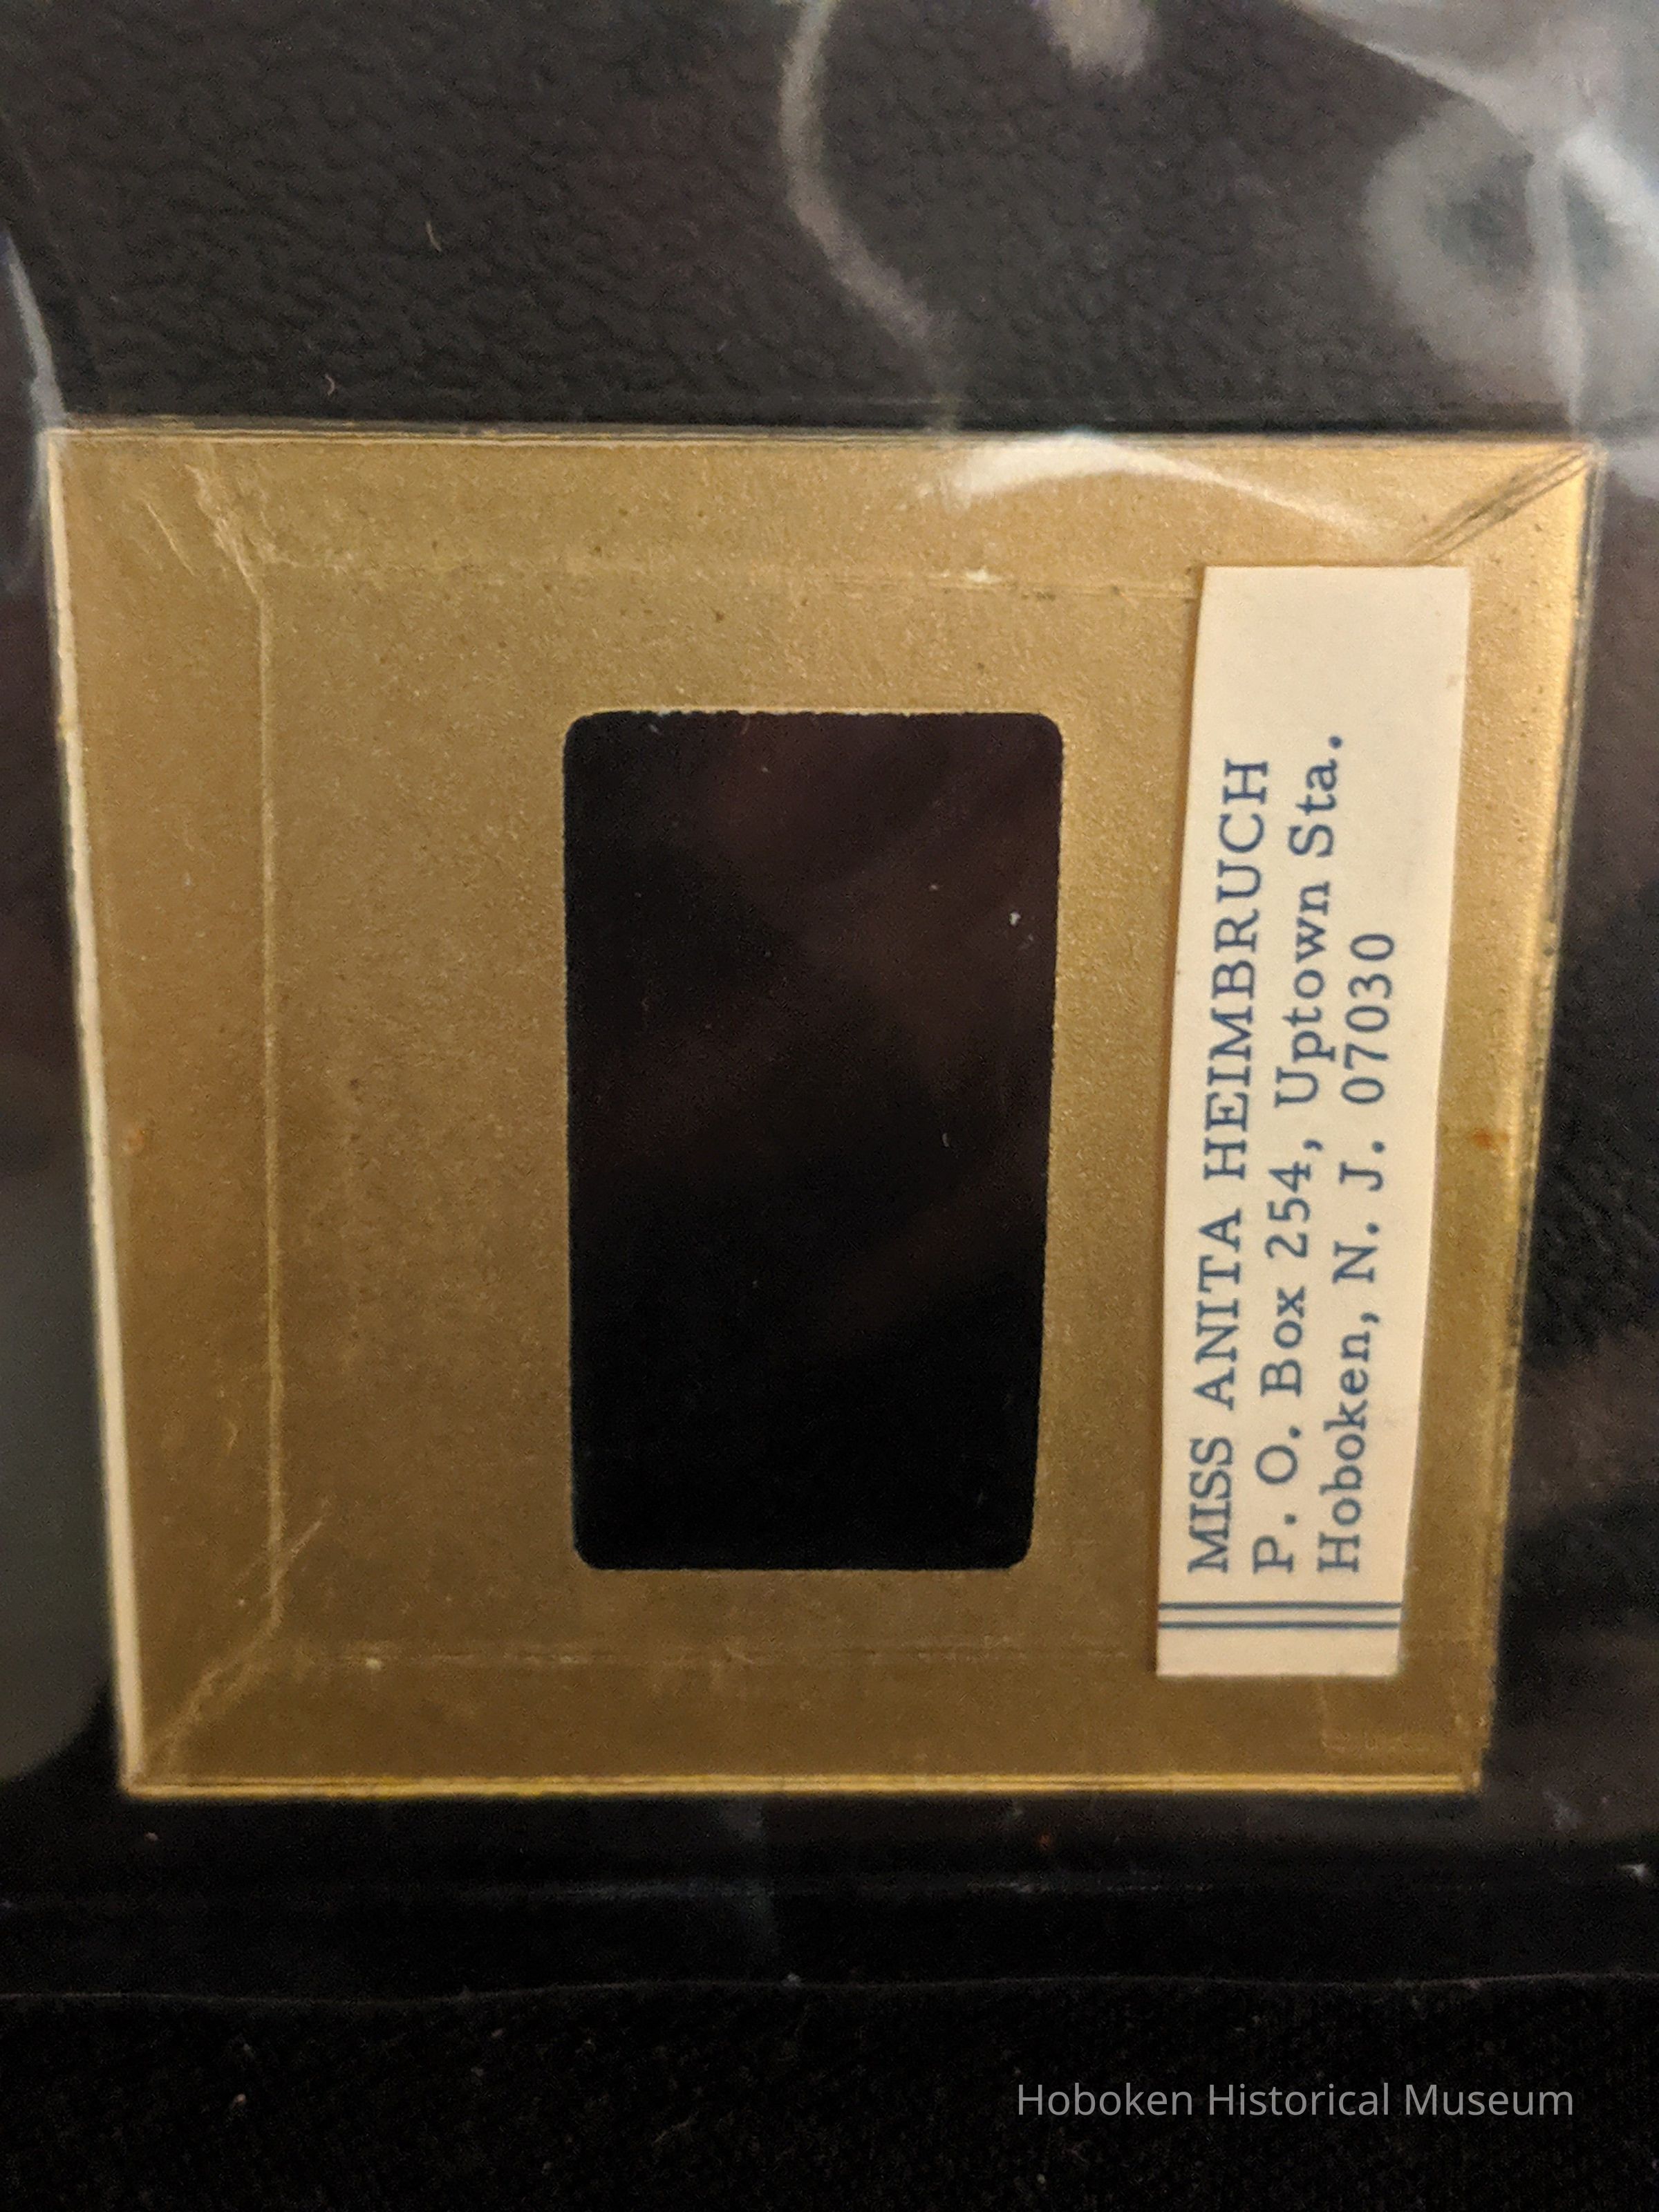 MISS ANITA HEIMBRUCH
P. O. Box 254, Uptown Sta.
Hoboken, N. J. 07030
Hoboken Historical Museum